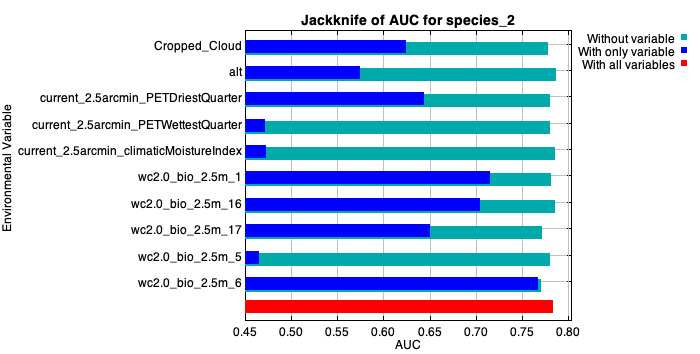 Jackknife of AUC for species_2
Without variable
With only variable
With all variables
Environmental Variable
Cropped_Cloud
alt
current_2.5arcmin_PETDriestQuarter
current_2.5arcmin_PETWettestQuarter
current_2.5arcmin_climaticMoistureIndex
wc2.0_bio_2.5m_1
wc2.0_bio_2.5m_16
wc2.0_bio_2.5m_17
wc2.0_bio_2.5m_5
wc2.0_bio_2.5m_6
0.45 0.50 0.55 0.60 0.65 0.70 0.75 0.80
AUC